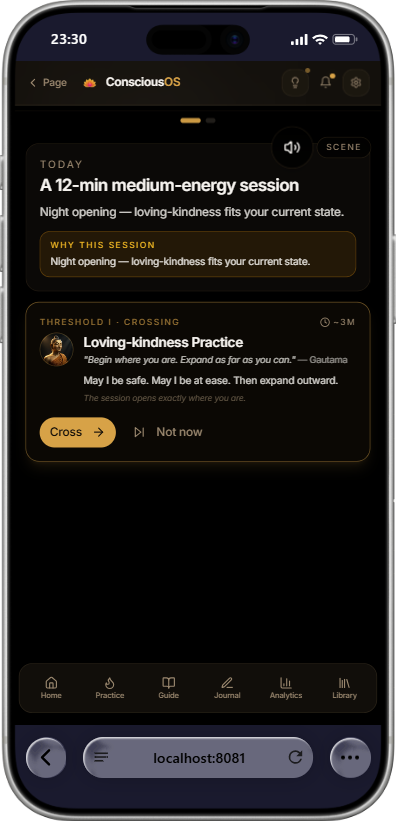 23:30
Page
ConsciousOS
SCENE
TODAY
A 12-min medium-energy session
Night opening — loving-kindness fits your current state.
WHY THIS SESSION
Night opening — loving-kindness fits your current state.
THRESHOLD I · CROSSING
~3M
Loving-kindness Practice
"Begin where you are. Expand as far as you can." — Gautama
May I be safe. May I be at ease. Then expand outward.
The session opens exactly where you are.
Cross
Not now
Home Practice Guide Journal Analytics Library
localhost:8081